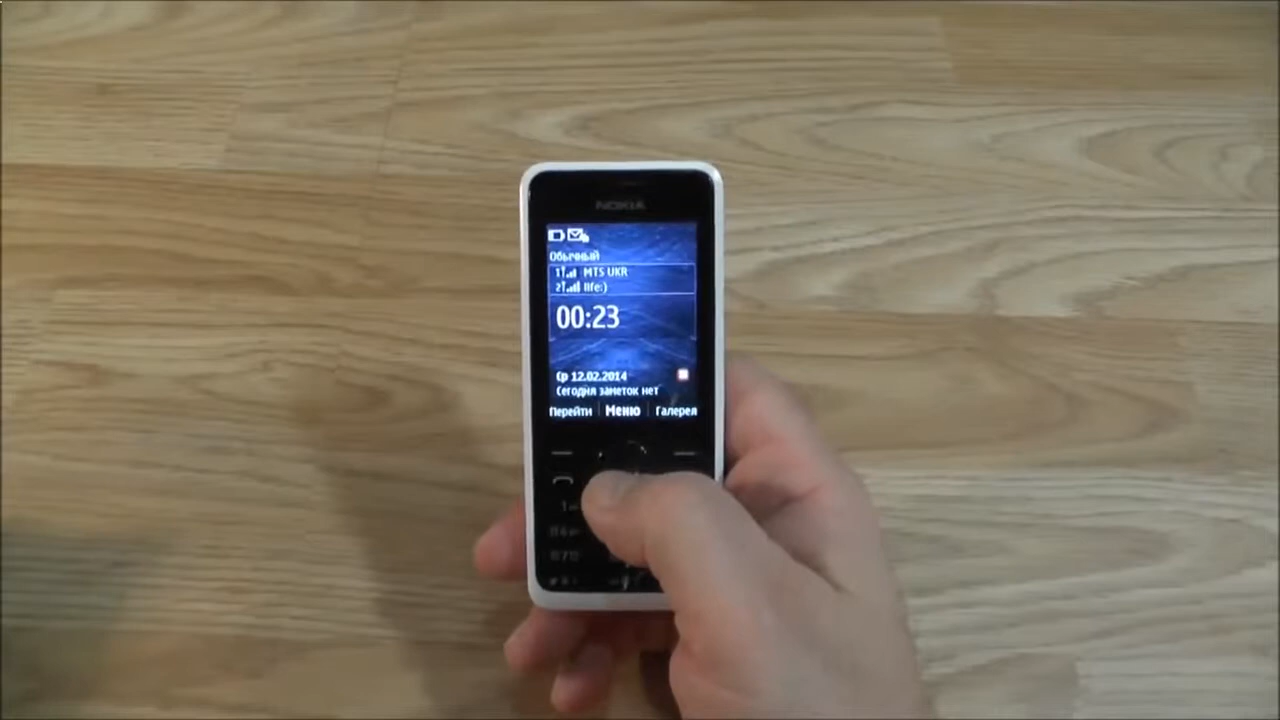 NOKIA
Обычный
1 MTS UKR
2 life:)
00:23
Ср 12.02.2014
Сегодня заметок нет
Перейти Меню Галерея